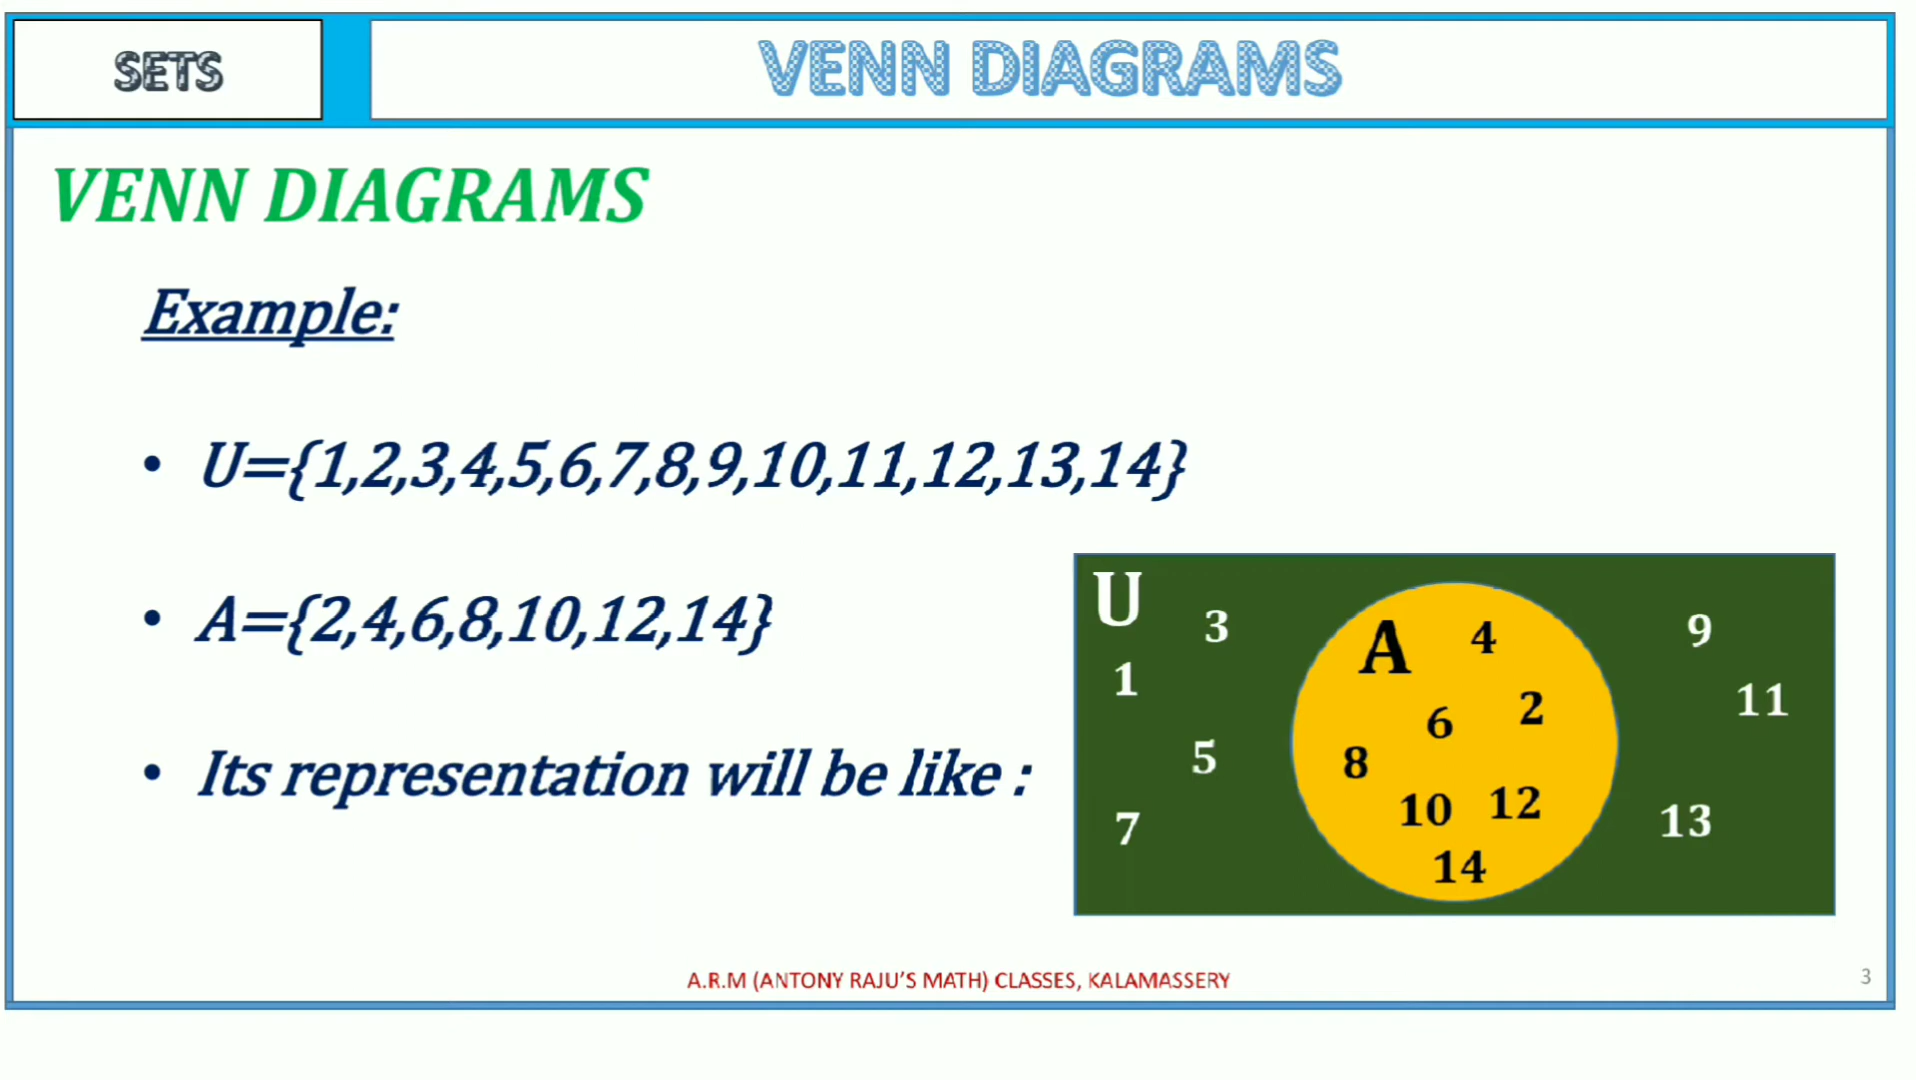 SETS
VENN DIAGRAMS
VENN DIAGRAMS
Example:
• U={1,2,3,4,5,6,7,8,9,10,11,12,13,14}
• A={2,4,6,8,10,12,14}
• Its representation will be like :
U
3
A
4
9
1
6
2
11
5
8
10
12
7
13
14
A.R.M (ANTONY RAJU'S MATH) CLASSES, KALAMASSERY
3